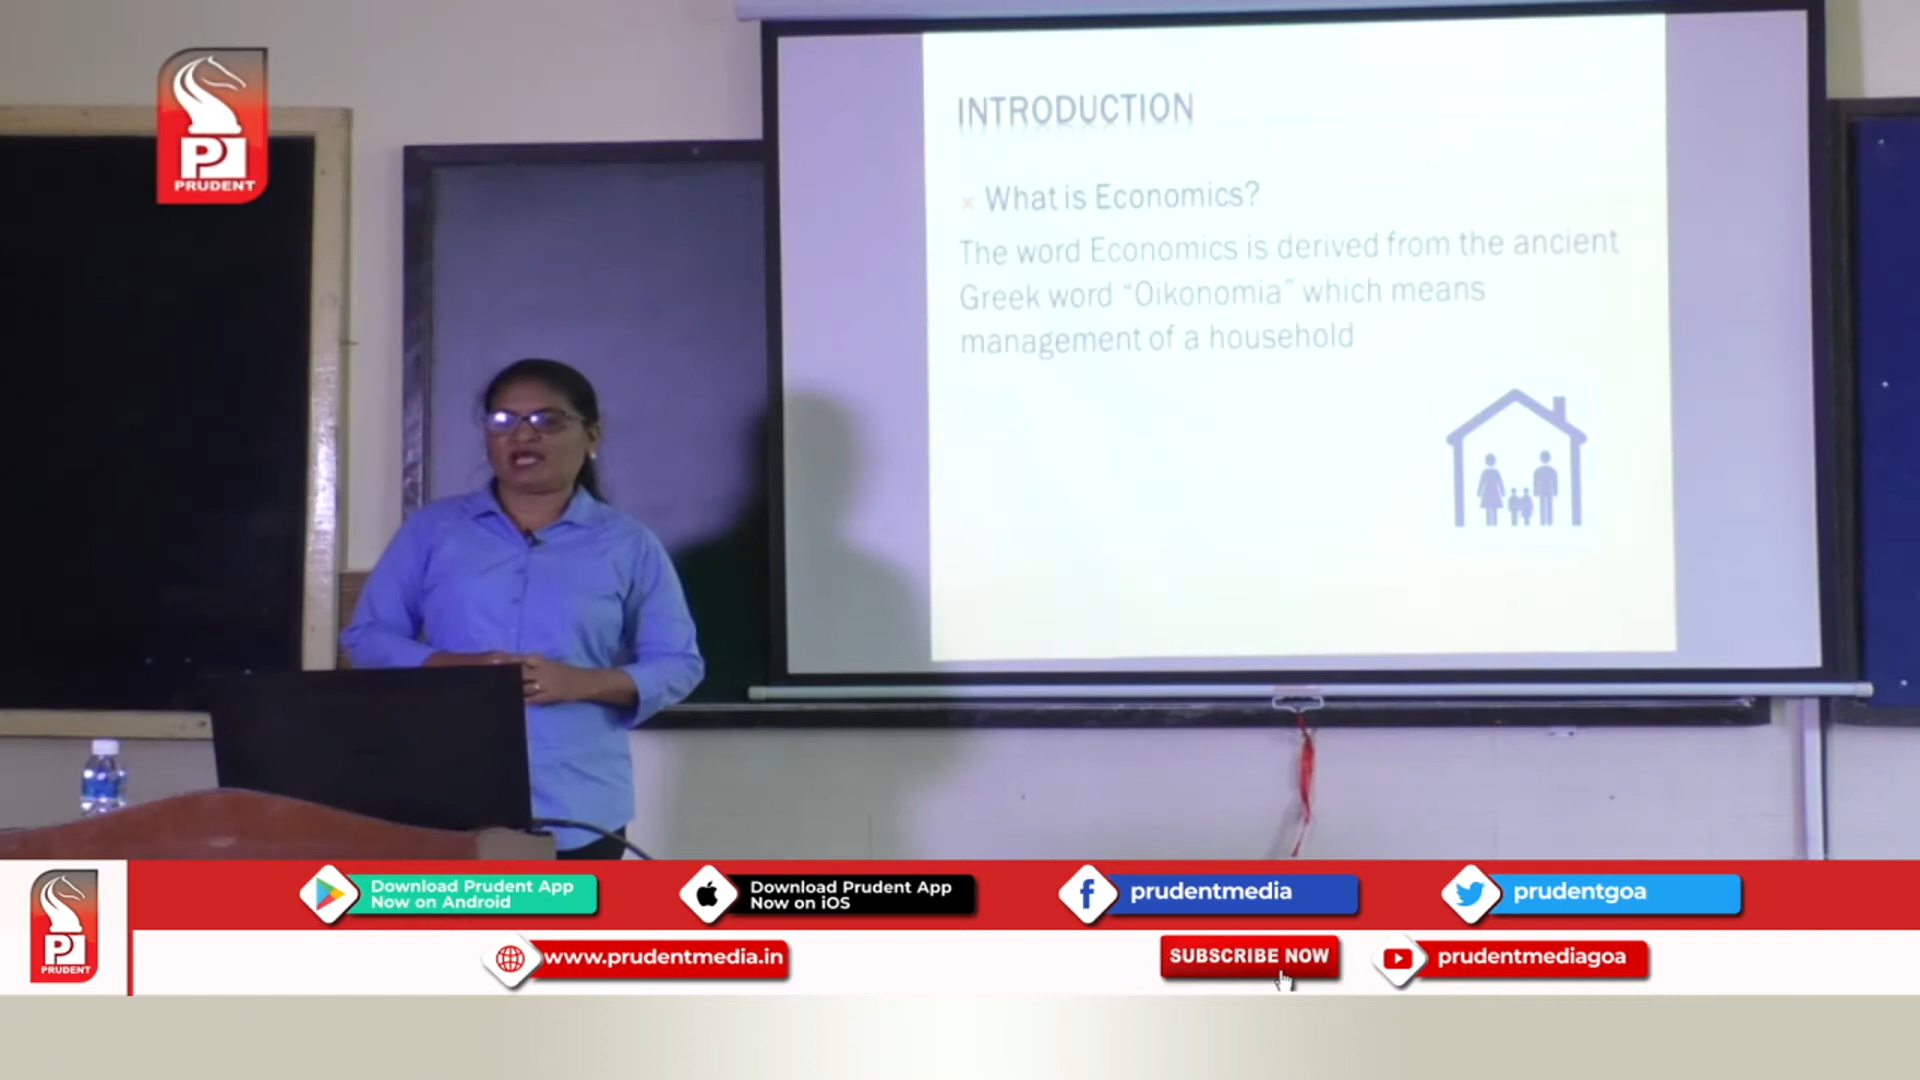 PRUDENT
INTRODUCTION
What is Economics?
The word Economics is derived from the ancient
Greek word "Oikonomia" which means
management of a household
Download Prudent App
Now on Android
Download Prudent App
Now on iOS
prudentmedia
prudentgoa
PRUDENT
www.prudentmedia.in
SUBSCRIBE NOW
prudentmediagoa